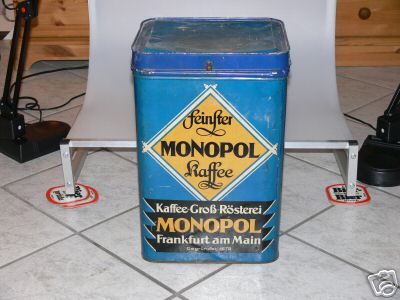 Feinster
MONOPOL
Kaffee
Kaffee-Groß-Rösterei
MONOPOL
Frankfurt am Main